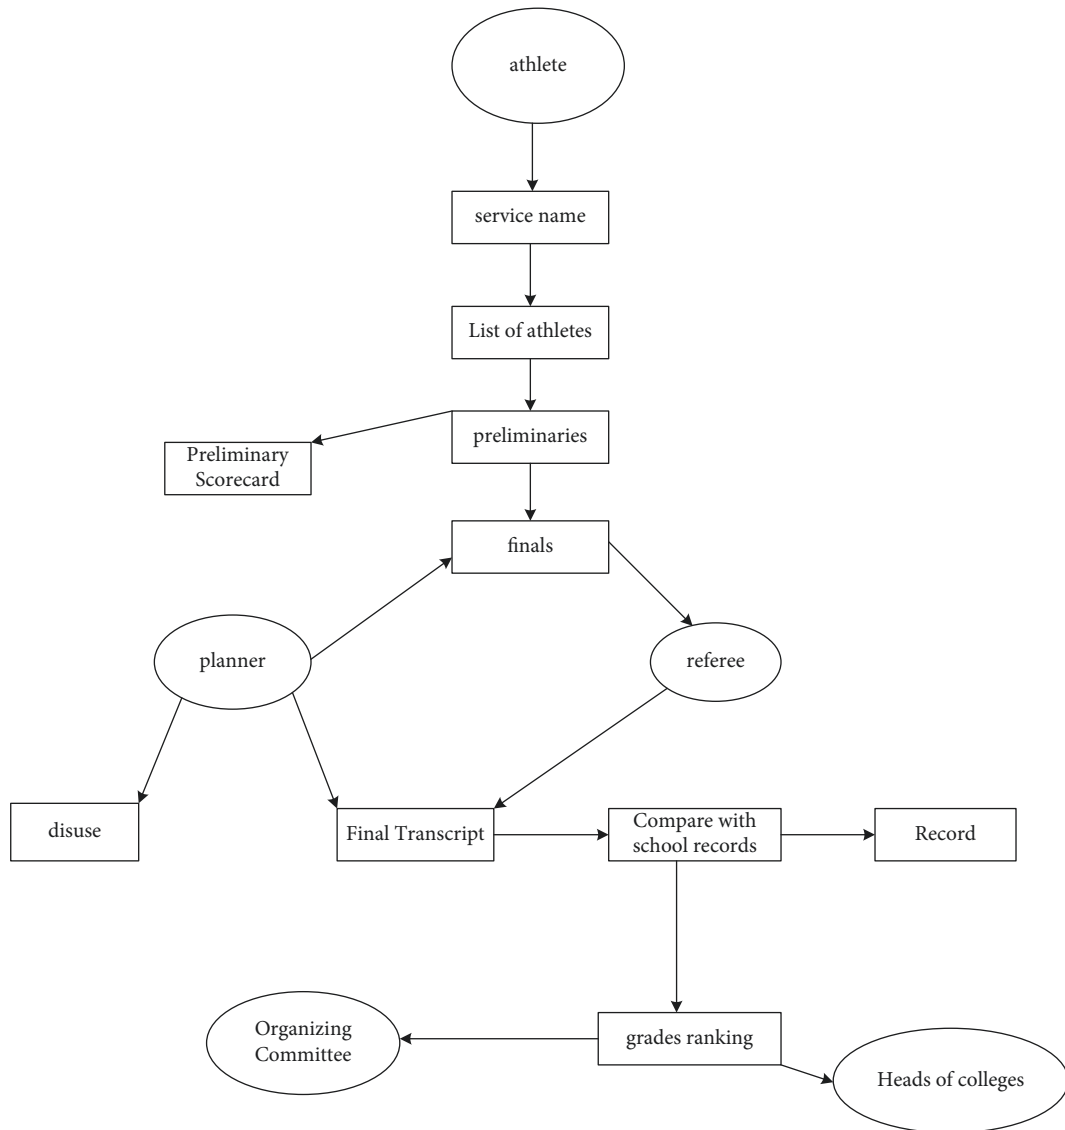 athlete
service name
List of athletes
preliminaries
Preliminary
Scorecard
finals
planner
referee
disuse
Final Transcript
Compare with
school records
Record
Organizing
Committee
grades ranking
Heads of colleges